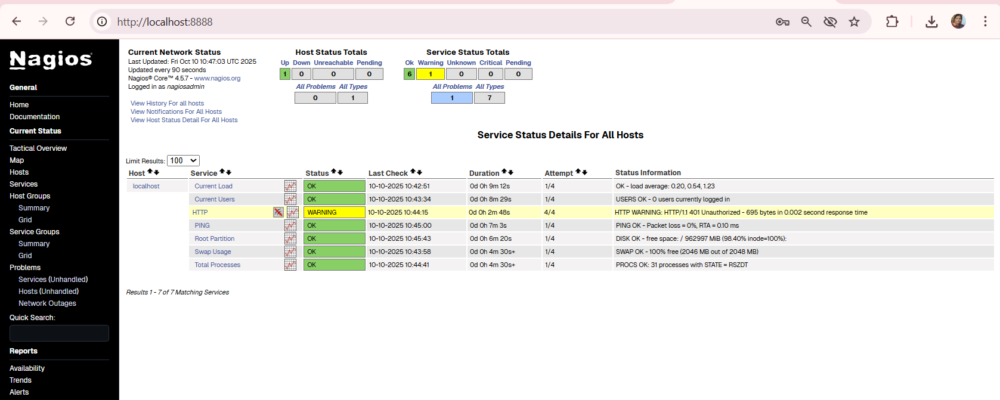 http://localhost:8888
Nagios®
General
Home
Documentation
Current Status
Tactical Overview
Map
Hosts
Services
Host Groups
Summary
Grid
Service Groups
Summary
Grid
Problems
Services (Unhandled)
Hosts (Unhandled)
Network Outages
Quick Search:
Reports
Availability
Trends
Alerts
Current Network Status
Last Updated: Fri Oct 10 10:47:03 UTC 2025
Updated every 90 seconds
Nagios® Core™ 4.5.7 - www.nagios.org
Logged in as nagiosadmin
View History For all hosts
View Notifications For All Hosts
View Host Status Detail For All Hosts
Host Status Totals
Up Down Unreachable Pending
1 0 0 0
All Problems All Types
0 1
Service Status Totals
Ok Warning Unknown Critical Pending
6 1 0 0 0
All Problems All Types
1 7
Service Status Details For All Hosts
Limit Results: 100
Host Service Status Last Check Duration Attempt Status Information
localhost Current Load OK 10-10-2025 10:42:51 0d 0h 9m 12s 1/4 OK - load average: 0.20, 0.54, 1.23
Current Users OK 10-10-2025 10:43:34 0d 0h 8m 29s 1/4 USERS OK - 0 users currently logged in
HTTP WARNING 10-10-2025 10:44:15 0d 0h 2m 48s 4/4 HTTP WARNING: HTTP/1.1 401 Unauthorized - 695 bytes in 0.002 second response time
PING OK 10-10-2025 10:45:00 0d 0h 7m 3s 1/4 PING OK - Packet loss = 0%, RTA = 0.10 ms
Root Partition OK 10-10-2025 10:45:43 0d 0h 6m 20s 1/4 DISK OK - free space: / 962997 MiB (98.40% inode=100%):
Swap Usage OK 10-10-2025 10:43:58 0d 0h 4m 30s+ 1/4 SWAP OK - 100% free (2046 MB out of 2048 MB)
Total Processes OK 10-10-2025 10:44:41 0d 0h 4m 30s+ 1/4 PROCS OK: 31 processes with STATE = RSZDT
Results 1 - 7 of 7 Matching Services